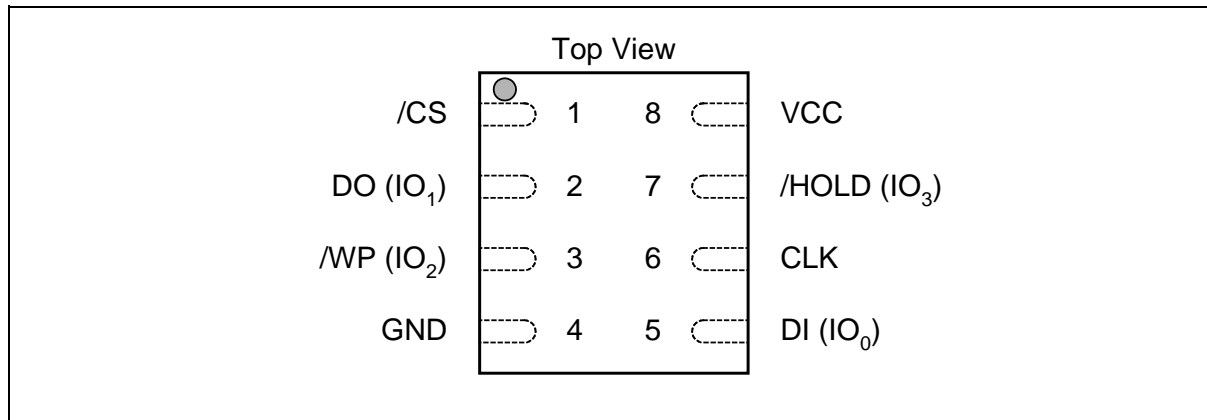 Top View
/CS 1 8 VCC
DO (IO₁) 2 7 /HOLD (IO₃)
/WP (IO₂) 3 6 CLK
GND 4 5 DI (IO₀)